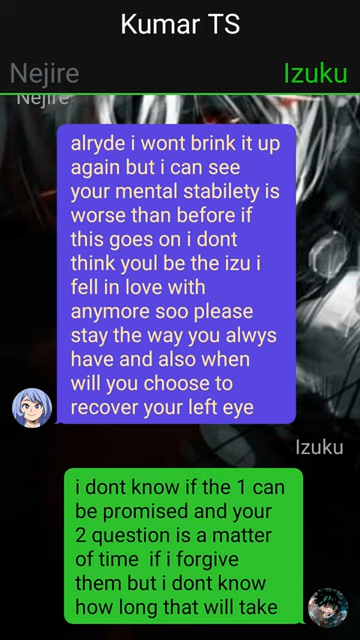 Kumar TS
Nejire
Izuku
Nejire
alryde i wont brink it up
again but i can see
your mental stabilety is
worse than before if
this goes on i dont
think youl be the izu i
fell in love with
anymore soo please
stay the way you alwys
have and also when
will you choose to
recover your left eye
Izuku
i dont know if the 1 can
be promised and your
2 question is a matter
of time  if i forgive
them but i dont know
how long that will take